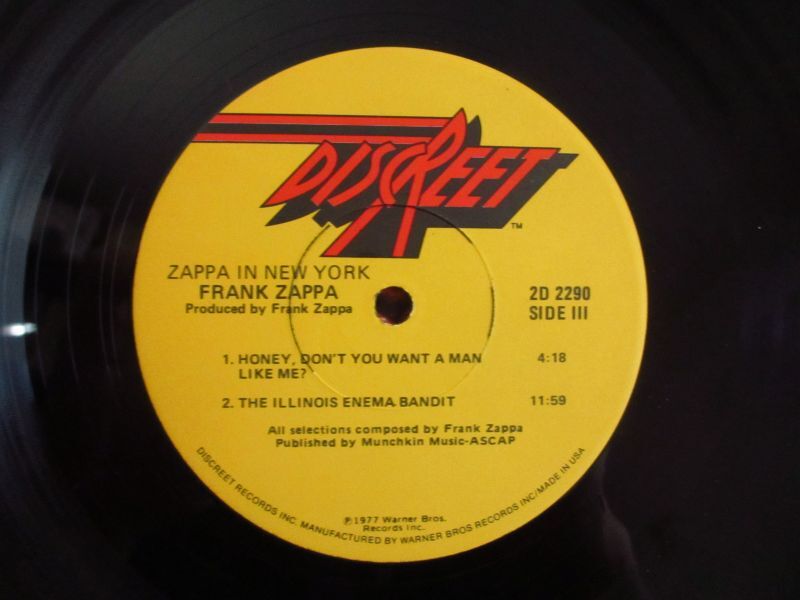 DISCREET
TM
ZAPPA IN NEW YORK
FRANK ZAPPA
Produced by Frank Zappa
2D 2290
SIDE III
1. HONEY, DON'T YOU WANT A MAN LIKE ME? 4:18
2. THE ILLINOIS ENEMA BANDIT 11:59
All selections composed by Frank Zappa
Published by Munchkin Music-ASCAP
℗1977 Warner Bros.
Records Inc.
DISCREET RECORDS INC. MANUFACTURED BY WARNER BROS RECORDS INC/MADE IN USA